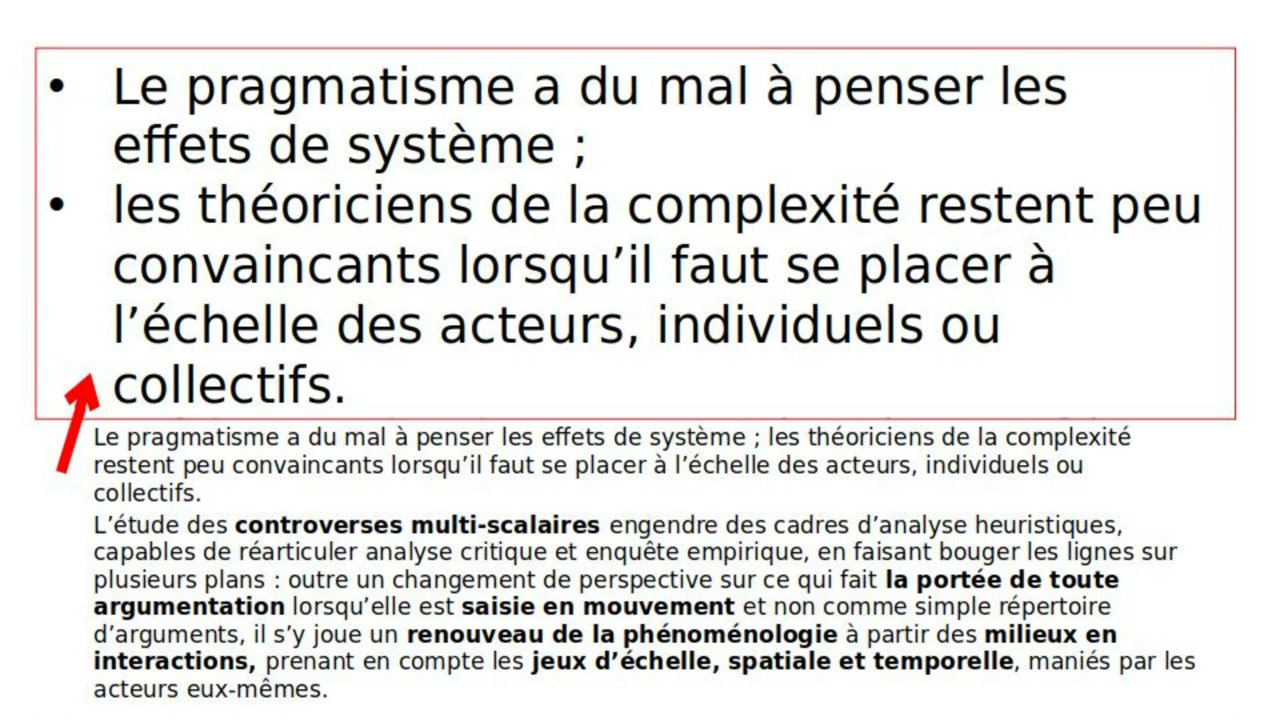 • Le pragmatisme a du mal à penser les
effets de système ;
• les théoriciens de la complexité restent peu
convaincants lorsqu’il faut se placer à
l’échelle des acteurs, individuels ou
collectifs.
Le pragmatisme a du mal à penser les effets de système ; les théoriciens de la complexité
restent peu convaincants lorsqu’il faut se placer à l’échelle des acteurs, individuels ou
collectifs.
L’étude des controverses multi-scalaires engendre des cadres d’analyse heuristiques,
capables de réarticuler analyse critique et enquête empirique, en faisant bouger les lignes sur
plusieurs plans : outre un changement de perspective sur ce qui fait la portée de toute
argumentation lorsqu’elle est saisie en mouvement et non comme simple répertoire
d’arguments, il s’y joue un renouveau de la phénoménologie à partir des milieux en
interactions, prenant en compte les jeux d’échelle, spatiale et temporelle, maniés par les
acteurs eux-mêmes.